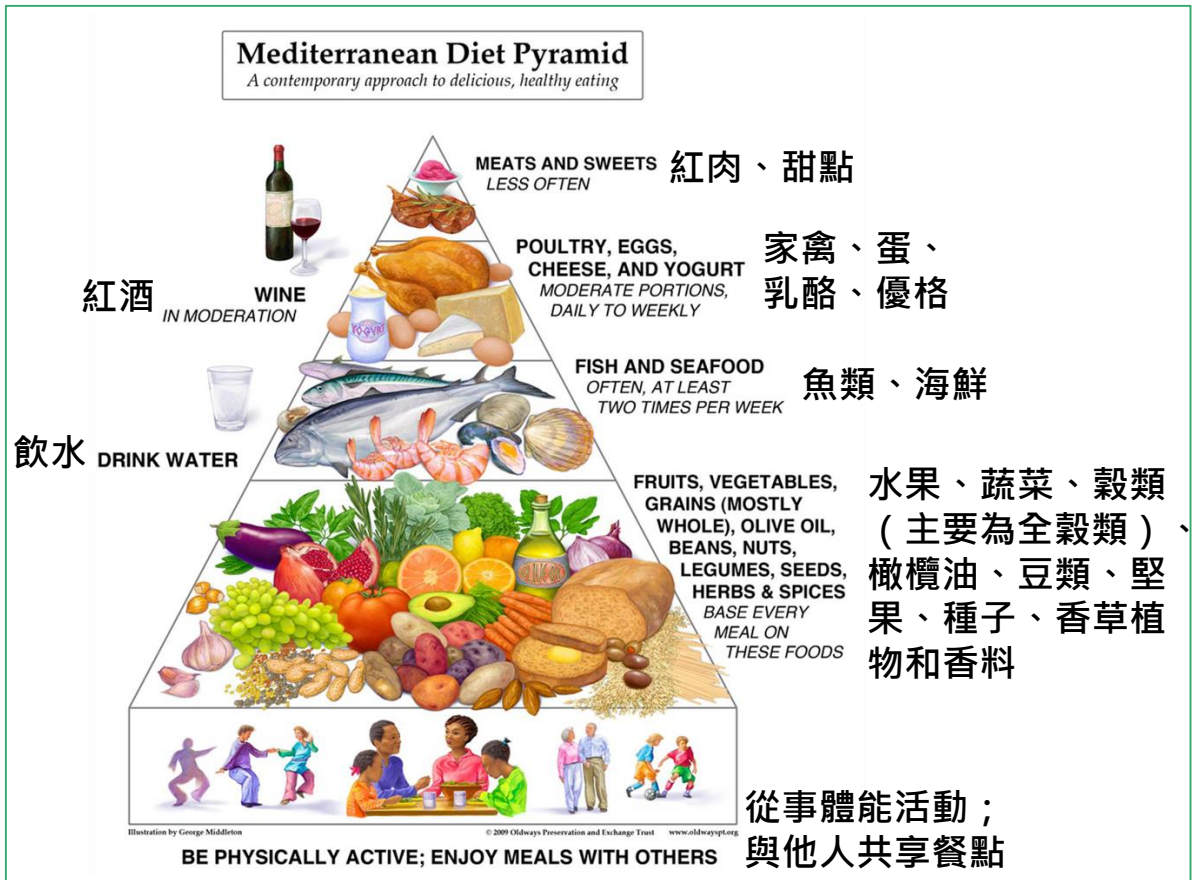 Mediterranean Diet Pyramid
A contemporary approach to delicious, healthy eating
MEATS AND SWEETS
LESS OFTEN
紅肉、甜點
POULTRY, EGGS,
CHEESE, AND YOGURT
MODERATE PORTIONS,
DAILY TO WEEKLY
家禽、蛋、
乳酪、優格
紅酒
WINE
IN MODERATION
YOGURT
FISH AND SEAFOOD
OFTEN, AT LEAST
TWO TIMES PER WEEK
魚類、海鮮
飲水
DRINK WATER
FRUITS, VEGETABLES,
GRAINS (MOSTLY
WHOLE), OLIVE OIL,
BEANS, NUTS,
LEGUMES, SEEDS,
HERBS & SPICES
BASE EVERY
MEAL ON
THESE FOODS
水果、蔬菜、穀類
（主要為全穀類）、
橄欖油、豆類、堅
果、種子、香草植
物和香料
OLIVE OIL
Illustration by George Middleton
© 2009 Oldways Preservation and Exchange Trust
www.oldwayspt.org
BE PHYSICALLY ACTIVE; ENJOY MEALS WITH OTHERS
從事體能活動；
與他人共享餐點